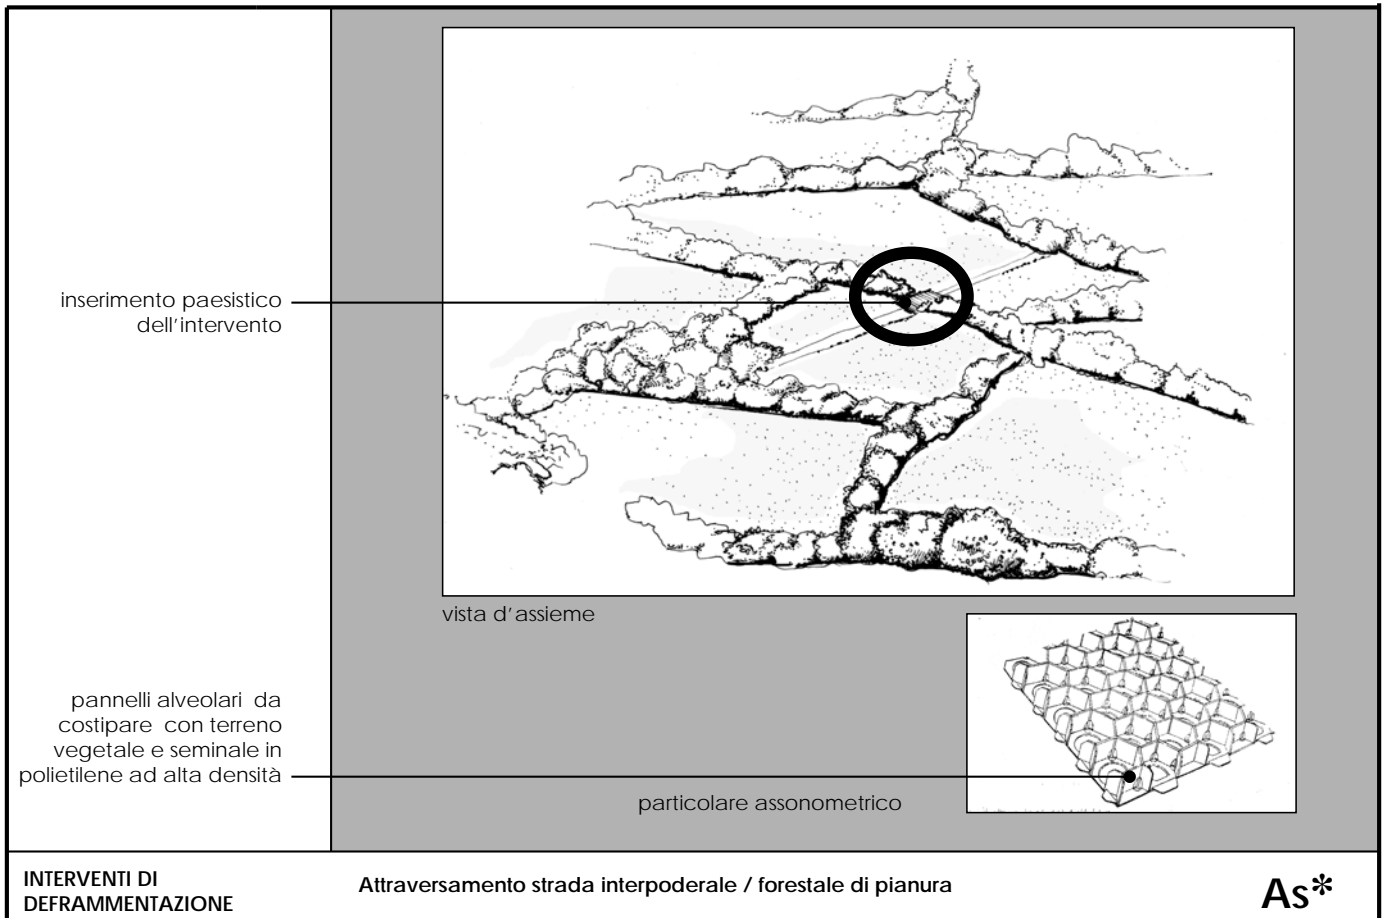 inserimento paesistico
dell'intervento
vista d'assieme
pannelli alveolari da
costipare con terreno
vegetale e seminale in
polietilene ad alta densità
particolare assonometrico
INTERVENTI DI
DEFRAMMENTAZIONE
Attraversamento strada interpoderale / forestale di pianura
As*